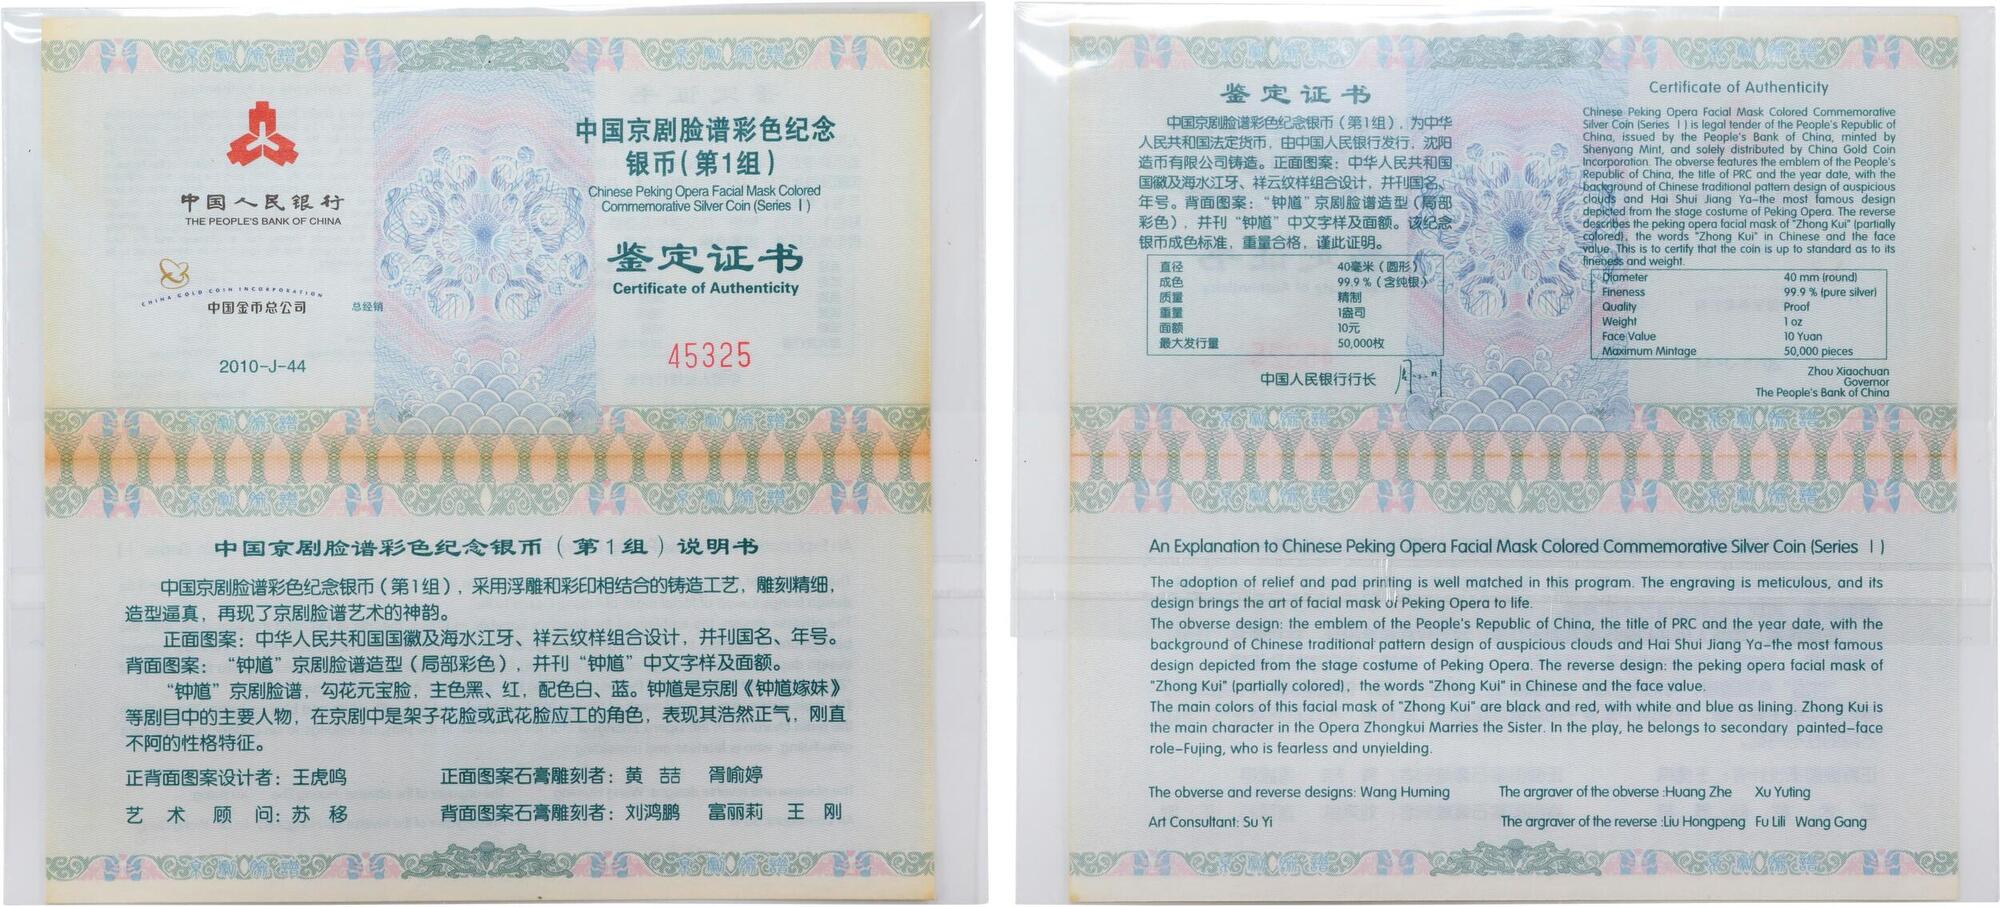 中国人民银行
THE PEOPLE'S BANK OF CHINA
CHINA GOLD COIN INCORPORATION
中国金币总公司
总经销
2010-J-44
中国京剧脸谱彩色纪念
银币(第1组)
Chinese Peking Opera Facial Mask Colored
Commemorative Silver Coin (Series Ⅰ)
鉴定证书
Certificate of Authenticity
45325
中国京剧脸谱彩色纪念银币(第1组)说明书
中国京剧脸谱彩色纪念银币(第1组),采用浮雕和彩印相结合的铸造工艺,雕刻精细,
造型逼真,再现了京剧脸谱艺术的神韵。
正面图案:中华人民共和国国徽及海水江牙、祥云纹样组合设计,并刊国名、年号。
背面图案:“钟馗”京剧脸谱造型(局部彩色),并刊“钟馗”中文字样及面额。
“钟馗”京剧脸谱,勾花元宝脸,主色黑、红,配色白、蓝。钟馗是京剧《钟馗嫁妹》
等剧目中的主要人物,在京剧中是架子花脸或武花脸应工的角色,表现其浩然正气,刚直
不阿的性格特征。
正背面图案设计者:王虎鸣 正面图案石膏雕刻者:黄 喆 胥喻婷
艺 术 顾 问:苏 移 背面图案石膏雕刻者:刘鸿鹏 富丽莉 王 刚
鉴定证书
中国京剧脸谱彩色纪念银币(第1组),为中华
人民共和国法定货币,由中国人民银行发行,沈阳
造币有限公司铸造。正面图案:中华人民共和国
国徽及海水江牙、祥云纹样组合设计,并刊国名、
年号。背面图案:“钟馗”京剧脸谱造型(局部
彩色),并刊“钟馗”中文字样及面额。该纪念
银币成色标准,重量合格,谨此证明。
直径 40毫米(圆形)
成色 99.9%(含纯银)
质量 精制
重量 1盎司
面额 10元
最大发行量 50,000枚
中国人民银行行长
Certificate of Authenticity
Chinese Peking Opera Facial Mask Colored Commemorative
Silver Coin (Series Ⅰ) is legal tender of the People's Republic of
China, issued by the People's Bank of China, minted by
Shenyang Mint, and solely distributed by China Gold Coin
Incorporation. The obverse features the emblem of the People's
Republic of China, the title of PRC and the year date, with the
background of Chinese traditional pattern design of auspicious
clouds and Hai Shui Jiang Ya-the most famous design
depicted from the stage costume of Peking Opera. The reverse
describes the peking opera facial mask of "Zhong Kui" (partially
colored), the words "Zhong Kui" in Chinese and the face
value. This is to certify that the coin is up to standard as to its
fineness and weight.
Diameter 40 mm (round)
Fineness 99.9 % (pure silver)
Quality Proof
Weight 1 oz
Face Value 10 Yuan
Maximum Mintage 50,000 pieces
Zhou Xiaochuan
Governor
The People's Bank of China
An Explanation to Chinese Peking Opera Facial Mask Colored Commemorative Silver Coin (Series Ⅰ)
The adoption of relief and pad printing is well matched in this program. The engraving is meticulous, and its
design brings the art of facial mask of Peking Opera to life.
The obverse design: the emblem of the People's Republic of China, the title of PRC and the year date, with the
background of Chinese traditional pattern design of auspicious clouds and Hai Shui Jiang Ya-the most famous
design depicted from the stage costume of Peking Opera. The reverse design: the peking opera facial mask of
"Zhong Kui" (partially colored), the words "Zhong Kui" in Chinese and the face value.
The main colors of this facial mask of "Zhong Kui" are black and red, with white and blue as lining. Zhong Kui is
the main character in the Opera Zhongkui Marries the Sister. In the play, he belongs to secondary painted-face
role-Fujing, who is fearless and unyielding.
The obverse and reverse designs: Wang Huming The argraver of the obverse :Huang Zhe Xu Yuting
Art Consultant: Su Yi The argraver of the reverse :Liu Hongpeng Fu Lili Wang Gang